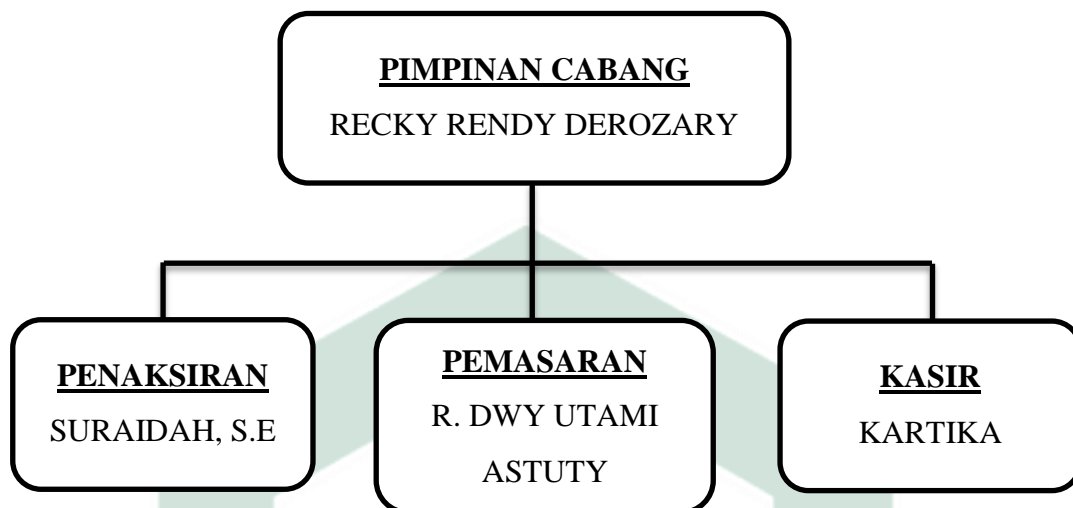 PIMPINAN CABANG
RECKY RENDY DEROZARY
PENAKSIRAN
SURAIDAH, S.E
PEMASARAN
R. DWY UTAMI
ASTUTY
KASIR
KARTIKA